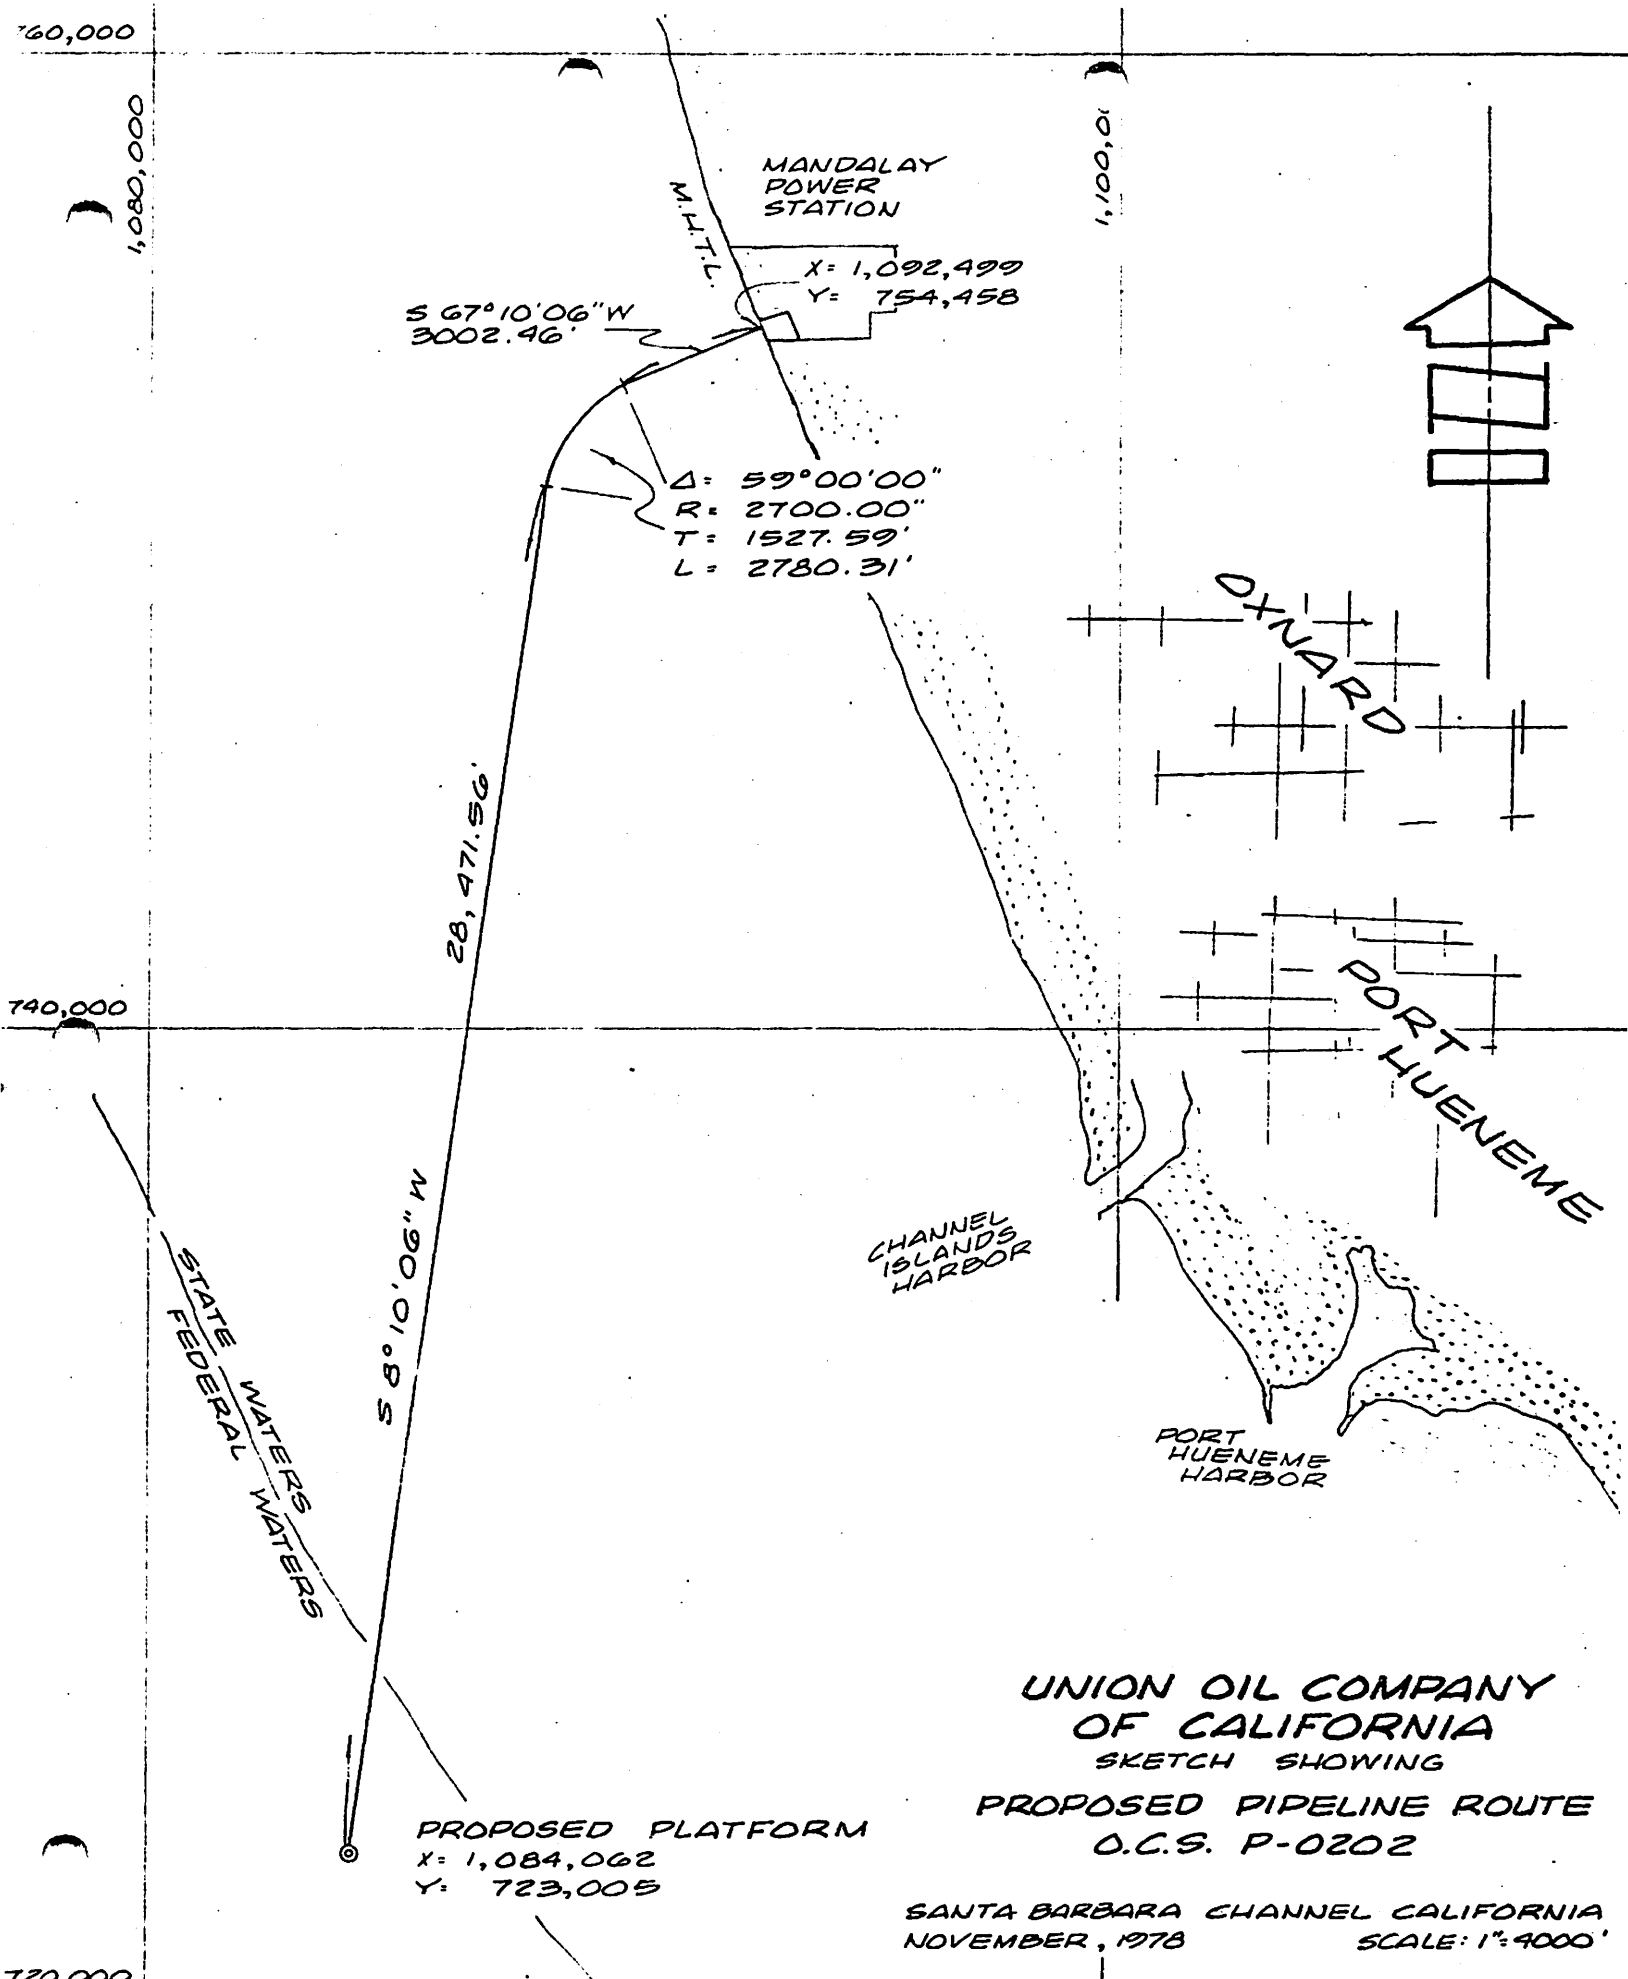 760,000
1,080,000
1,100,0
MANDALAY
POWER
STATION
M.H.T.L.
X= 1,092,499
Y= 754,458
S 67°10'06" W
3002.46'
Δ= 59°00'00"
R= 2700.00"
T= 1527.59'
L= 2780.31'
OXNARD
28,471.56'
740,000
PORT
HUENEME
S 8°10'06" W
CHANNEL
ISLANDS
HARBOR
STATE WATERS
FEDERAL WATERS
PORT
HUENEME
HARBOR
UNION OIL COMPANY
OF CALIFORNIA
SKETCH SHOWING
PROPOSED PIPELINE ROUTE
O.C.S. P-0202
PROPOSED PLATFORM
X= 1,084,062
Y= 723,005
SANTA BARBARA CHANNEL CALIFORNIA
NOVEMBER, 1978 SCALE: 1"=4000'
720,000